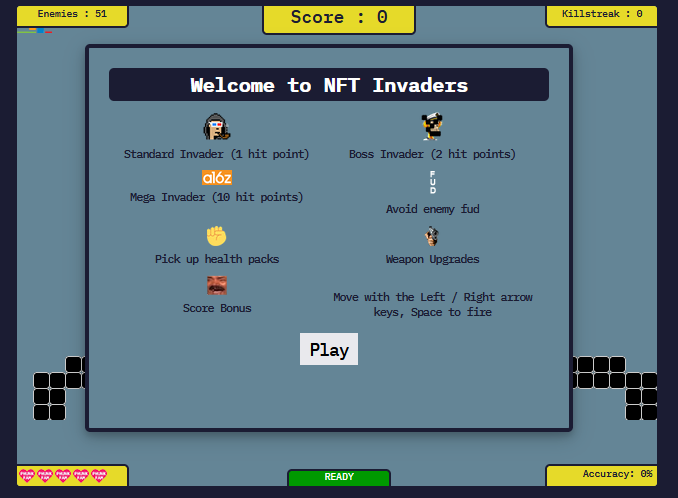 Enemies : 51
Score : 0
Killstreak : 0
Welcome to NFT Invaders
Standard Invader (1 hit point)
Boss Invader (2 hit points)
a16z
Mega Invader (10 hit points)
FUD
Avoid enemy fud
Pick up health packs
Weapon Upgrades
Score Bonus
Move with the Left / Right arrow
keys, Space to fire
Play
READY
Accuracy: 0%